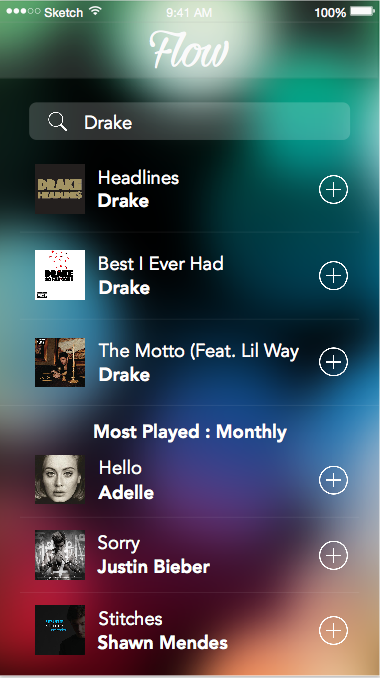 Sketch 9:41 AM 100%
Flow
Drake
DRAKE
HEADLINES
Headlines
Drake
DRAKE
Best I Ever Had
Drake
The Motto (Feat. Lil Way
Drake
Most Played : Monthly
Hello
Adelle
Sorry
Justin Bieber
Stitches
Shawn Mendes